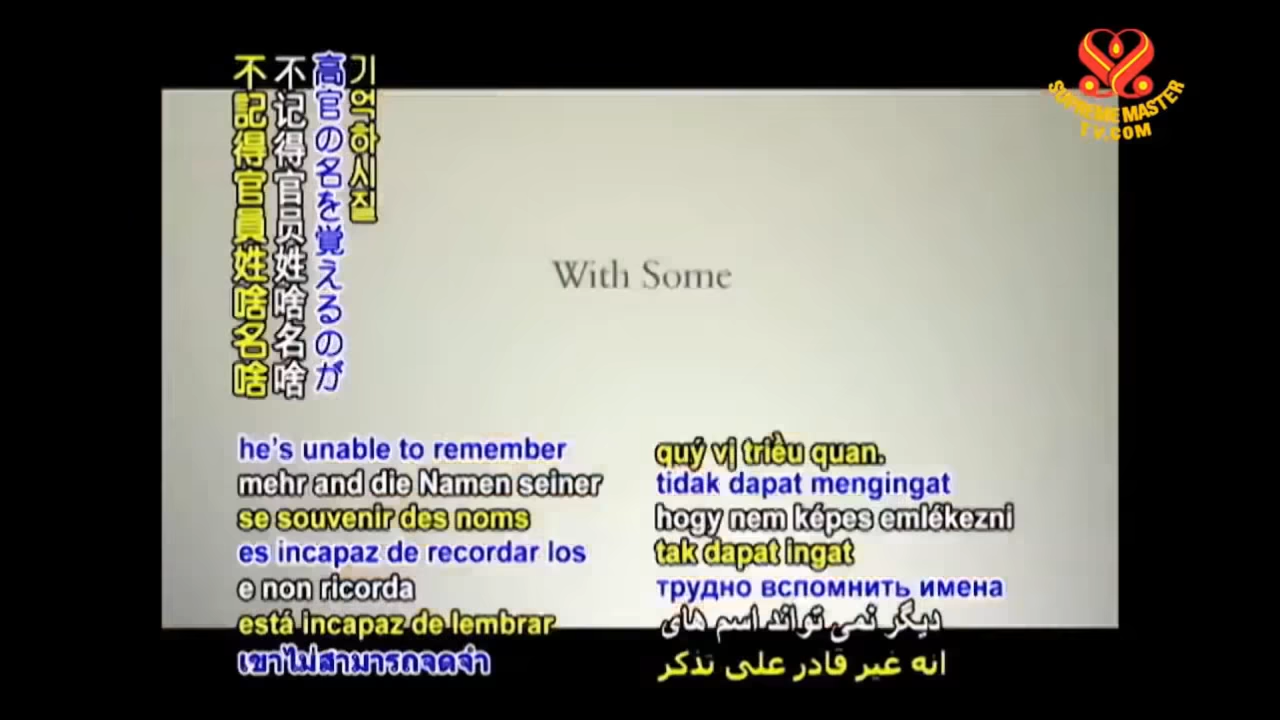 기억하시질
高官の名を覚えるのが
不记得官员姓啥名啥
不記得官員姓啥名啥
SUPREME MASTER
TV.COM
With Some
he's unable to remember
mehr and die Namen seiner
se souvenir des noms
es incapaz de recordar los
e non ricorda
está incapaz de lembrar
เขาไม่สามารถจดจำ
quý vị triều quan.
tidak dapat mengingat
hogy nem képes emlékezni
tak dapat ingat
трудно вспомнить имена
دیگر نمی تواند اسم های
انه غير قادر على تذكر